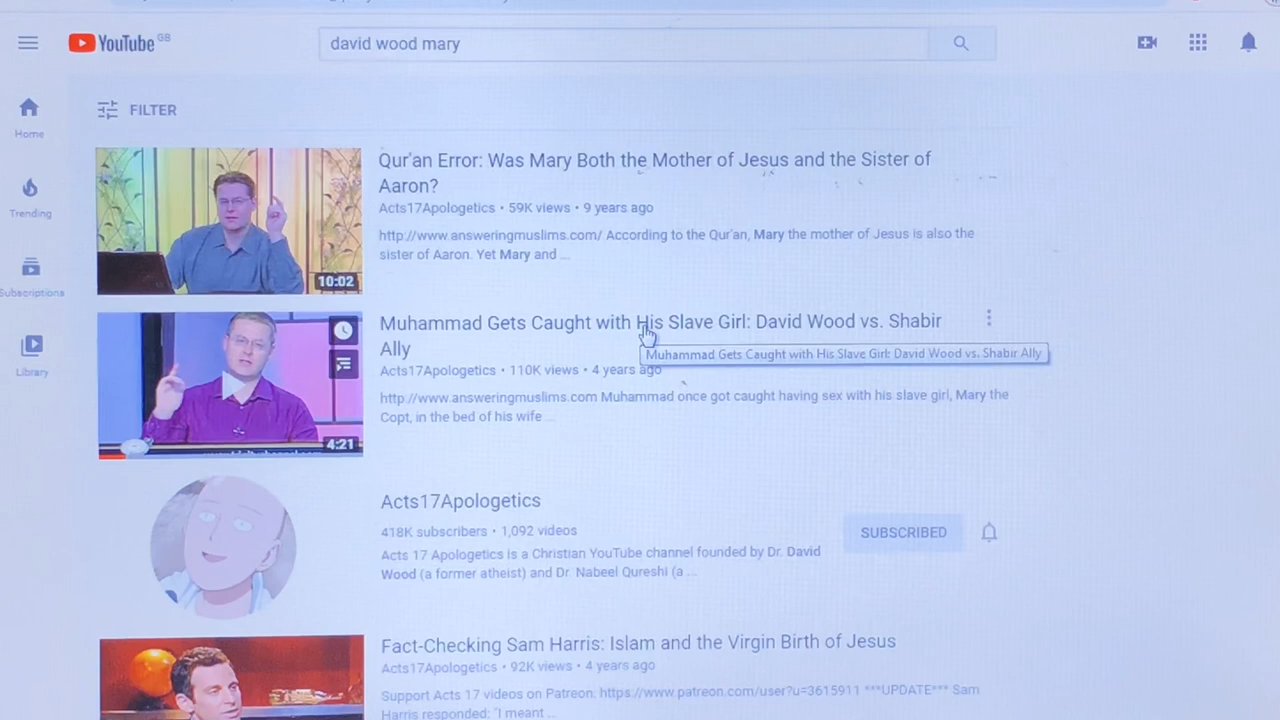 YouTube GB
david wood mary
FILTER
Home
Trending
Subscriptions
Library
Qur'an Error: Was Mary Both the Mother of Jesus and the Sister of
Aaron?
Acts17Apologetics • 59K views • 9 years ago
http://www.answeringmuslims.com/ According to the Qur'an, Mary the mother of Jesus is also the
sister of Aaron. Yet Mary and ...
10:02
Muhammad Gets Caught with His Slave Girl: David Wood vs. Shabir
Ally
Muhammad Gets Caught with His Slave Girl: David Wood vs. Shabir Ally
Acts17Apologetics • 110K views • 4 years ago
http://www.answeringmuslims.com Muhammad once got caught having sex with his slave girl, Mary the
Copt, in the bed of his wife ...
4:21
Acts17Apologetics
418K subscribers • 1,092 videos
SUBSCRIBED
Acts 17 Apologetics is a Christian YouTube channel founded by Dr. David
Wood (a former atheist) and Dr. Nabeel Qureshi (a ...
Fact-Checking Sam Harris: Islam and the Virgin Birth of Jesus
Acts17Apologetics • 92K views • 4 years ago
Support Acts 17 videos on Patreon: https://www.patreon.com/user?u=3615911 ***UPDATE*** Sam
Harris responded: "I meant ...